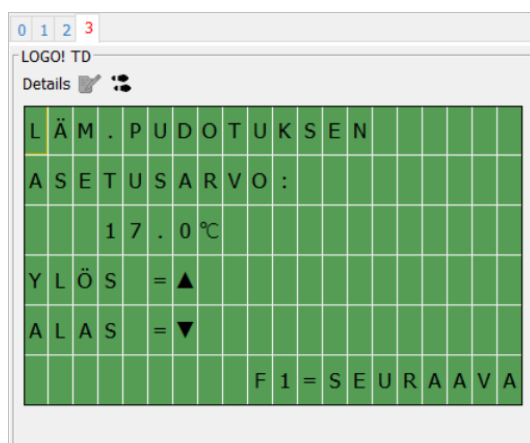 0 1 2 3
LOGO! TD
Details
LÄM.PUDOTUKSEN
ASETUSARVO:
17.0℃
YLÖS =▲
ALAS =▼
F1=SEURAAVA